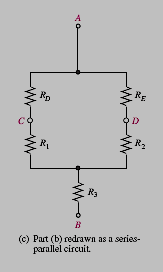 A
R_D R_E
C D
R_1 R_2
R_3
B
(c) Part (b) redrawn as a series-
parallel circuit.